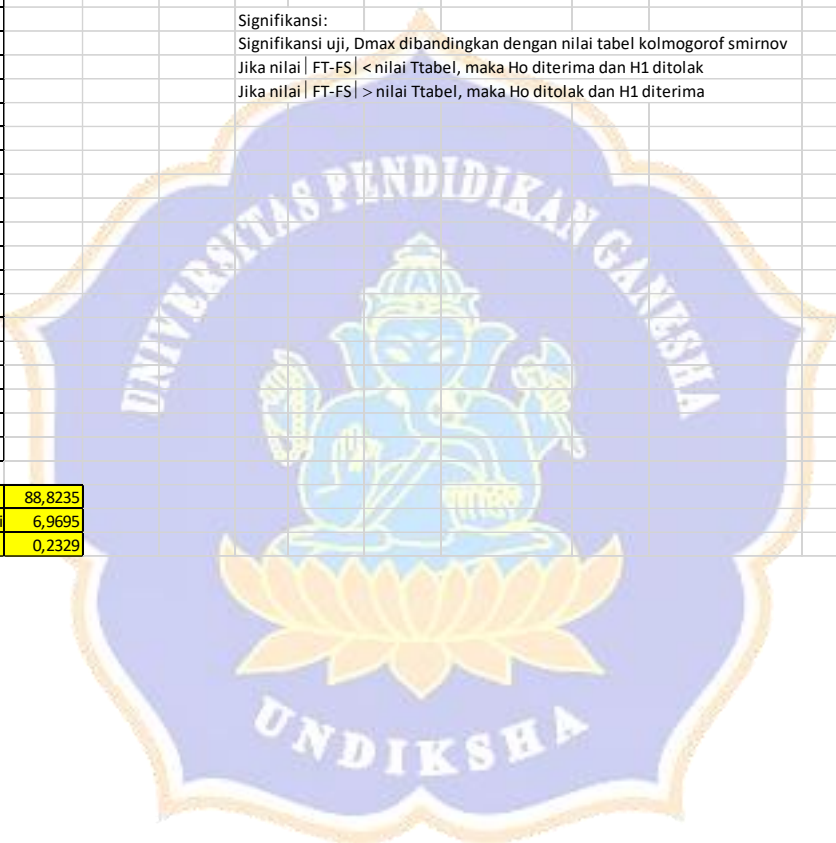 Signifikansi:
Signifikansi uji, Dmax dibandingkan dengan nilai tabel kolmogorof smirnov
Jika nilai│ FT-FS│ < nilai Ttabel, maka Ho diterima dan H1 ditolak
Jika nilai│ FT-FS│ > nilai Ttabel, maka Ho ditolak dan H1 diterima
UNIVERSITAS PENDIDIKAN GANESHA
88,8235
i 6,9695
0,2329
UNDIKSHA